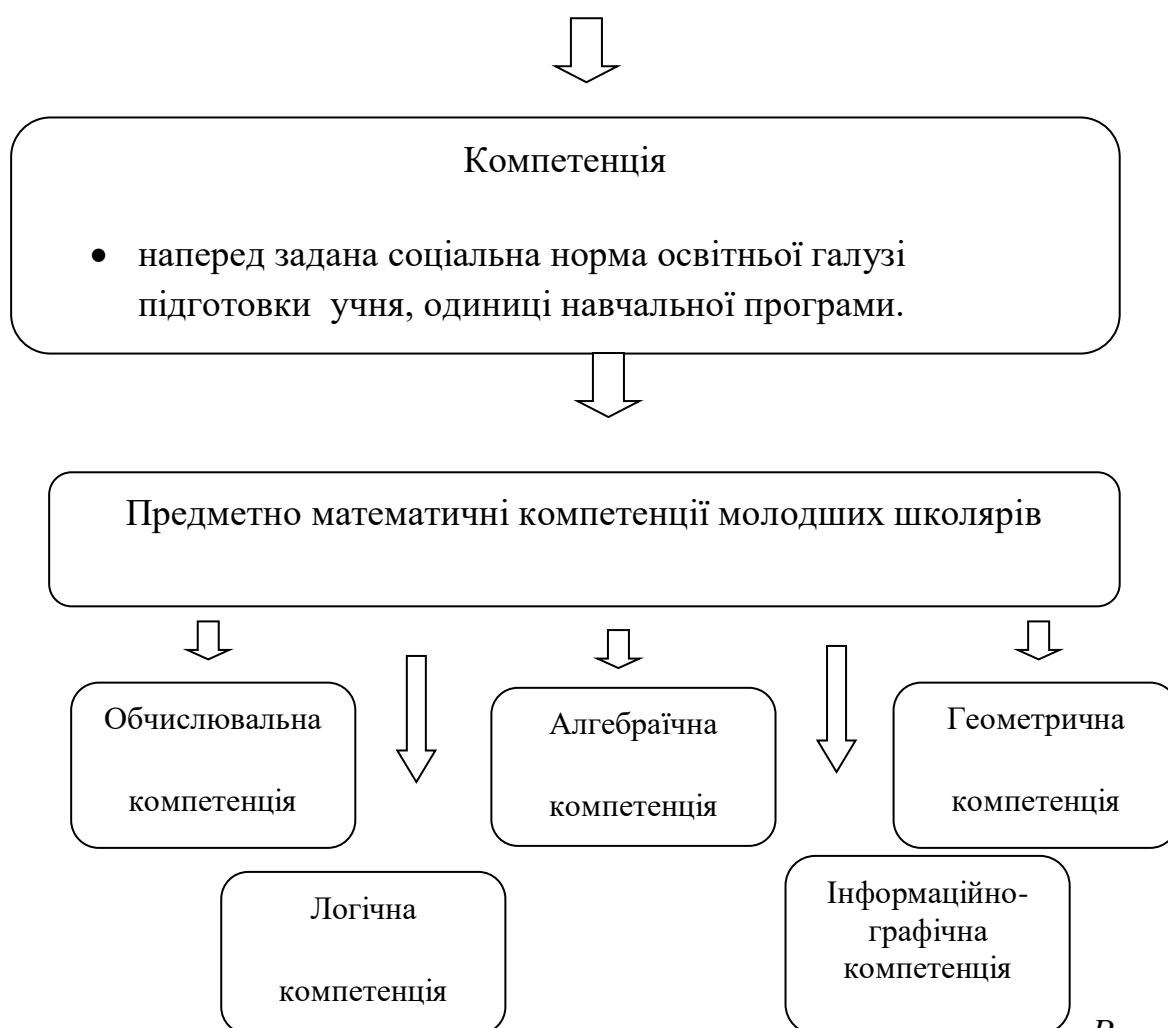 Компетенція
• наперед задана соціальна норма освітньої галузі
підготовки учня, одиниці навчальної програми.
Предметно математичні компетенції молодших школярів
Обчислювальна
компетенція
Алгебраїчна
компетенція
Геометрична
компетенція
Логічна
компетенція
Інформаційно-
графічна
компетенція